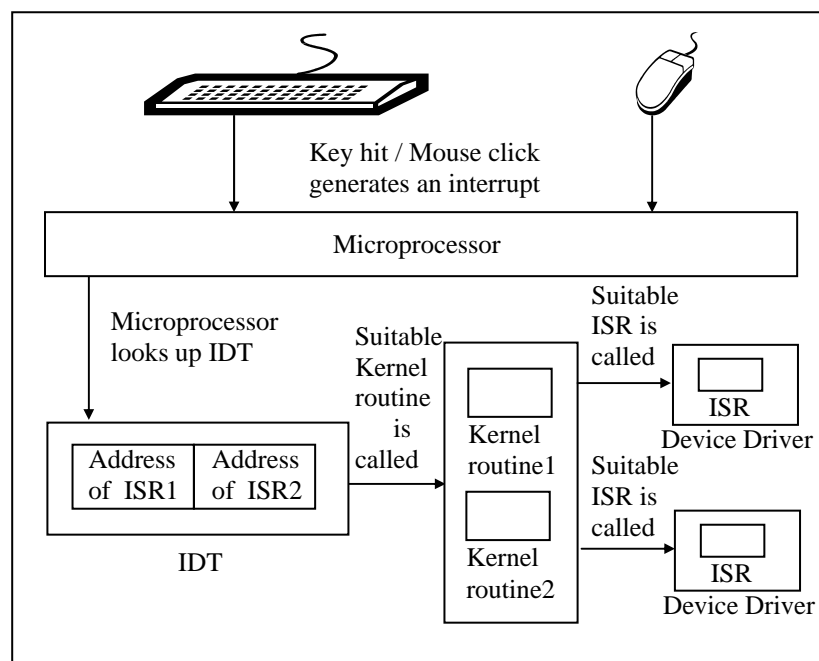 Key hit / Mouse click
generates an interrupt
Microprocessor
Microprocessor
looks up IDT
Suitable
Kernel
routine
is
called
Suitable
ISR is
called
ISR
Device Driver
Address
of ISR1
Address
of ISR2
IDT
Kernel
routine1
Kernel
routine2
Suitable
ISR is
called
ISR
Device Driver